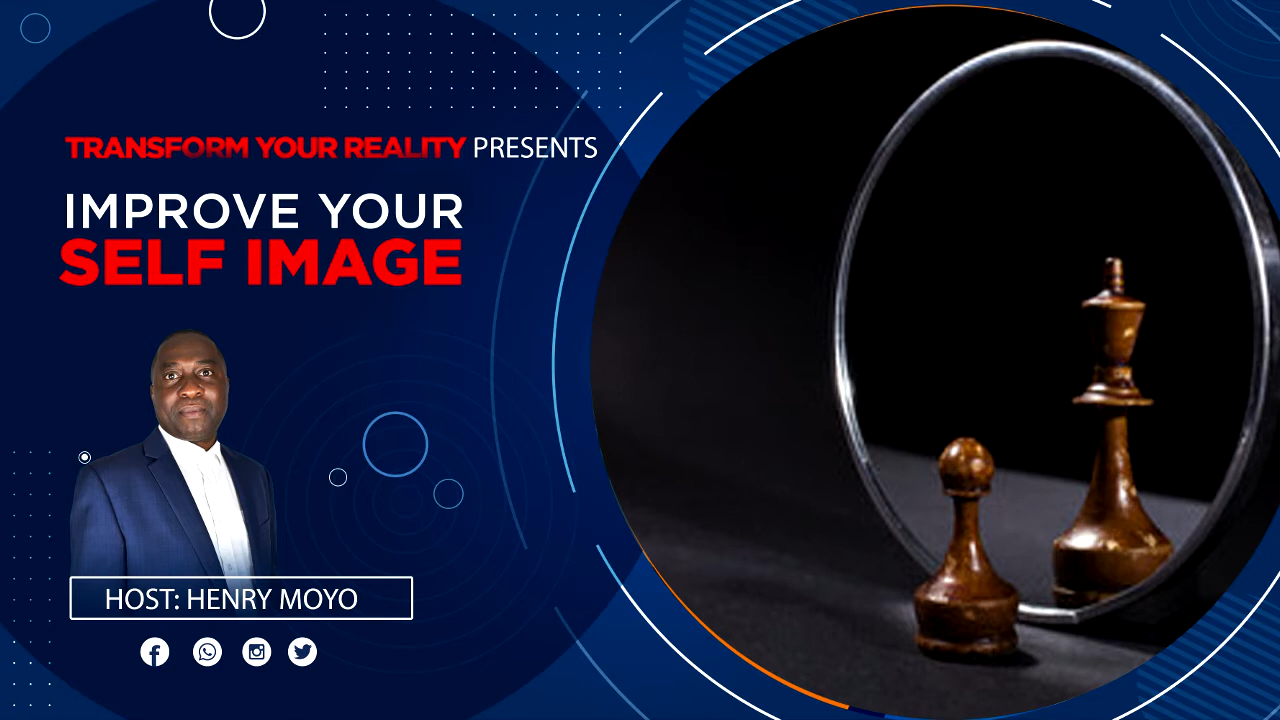 TRANSFORM YOUR REALITY PRESENTS
IMPROVE YOUR
SELF IMAGE
HOST: HENRY MOYO